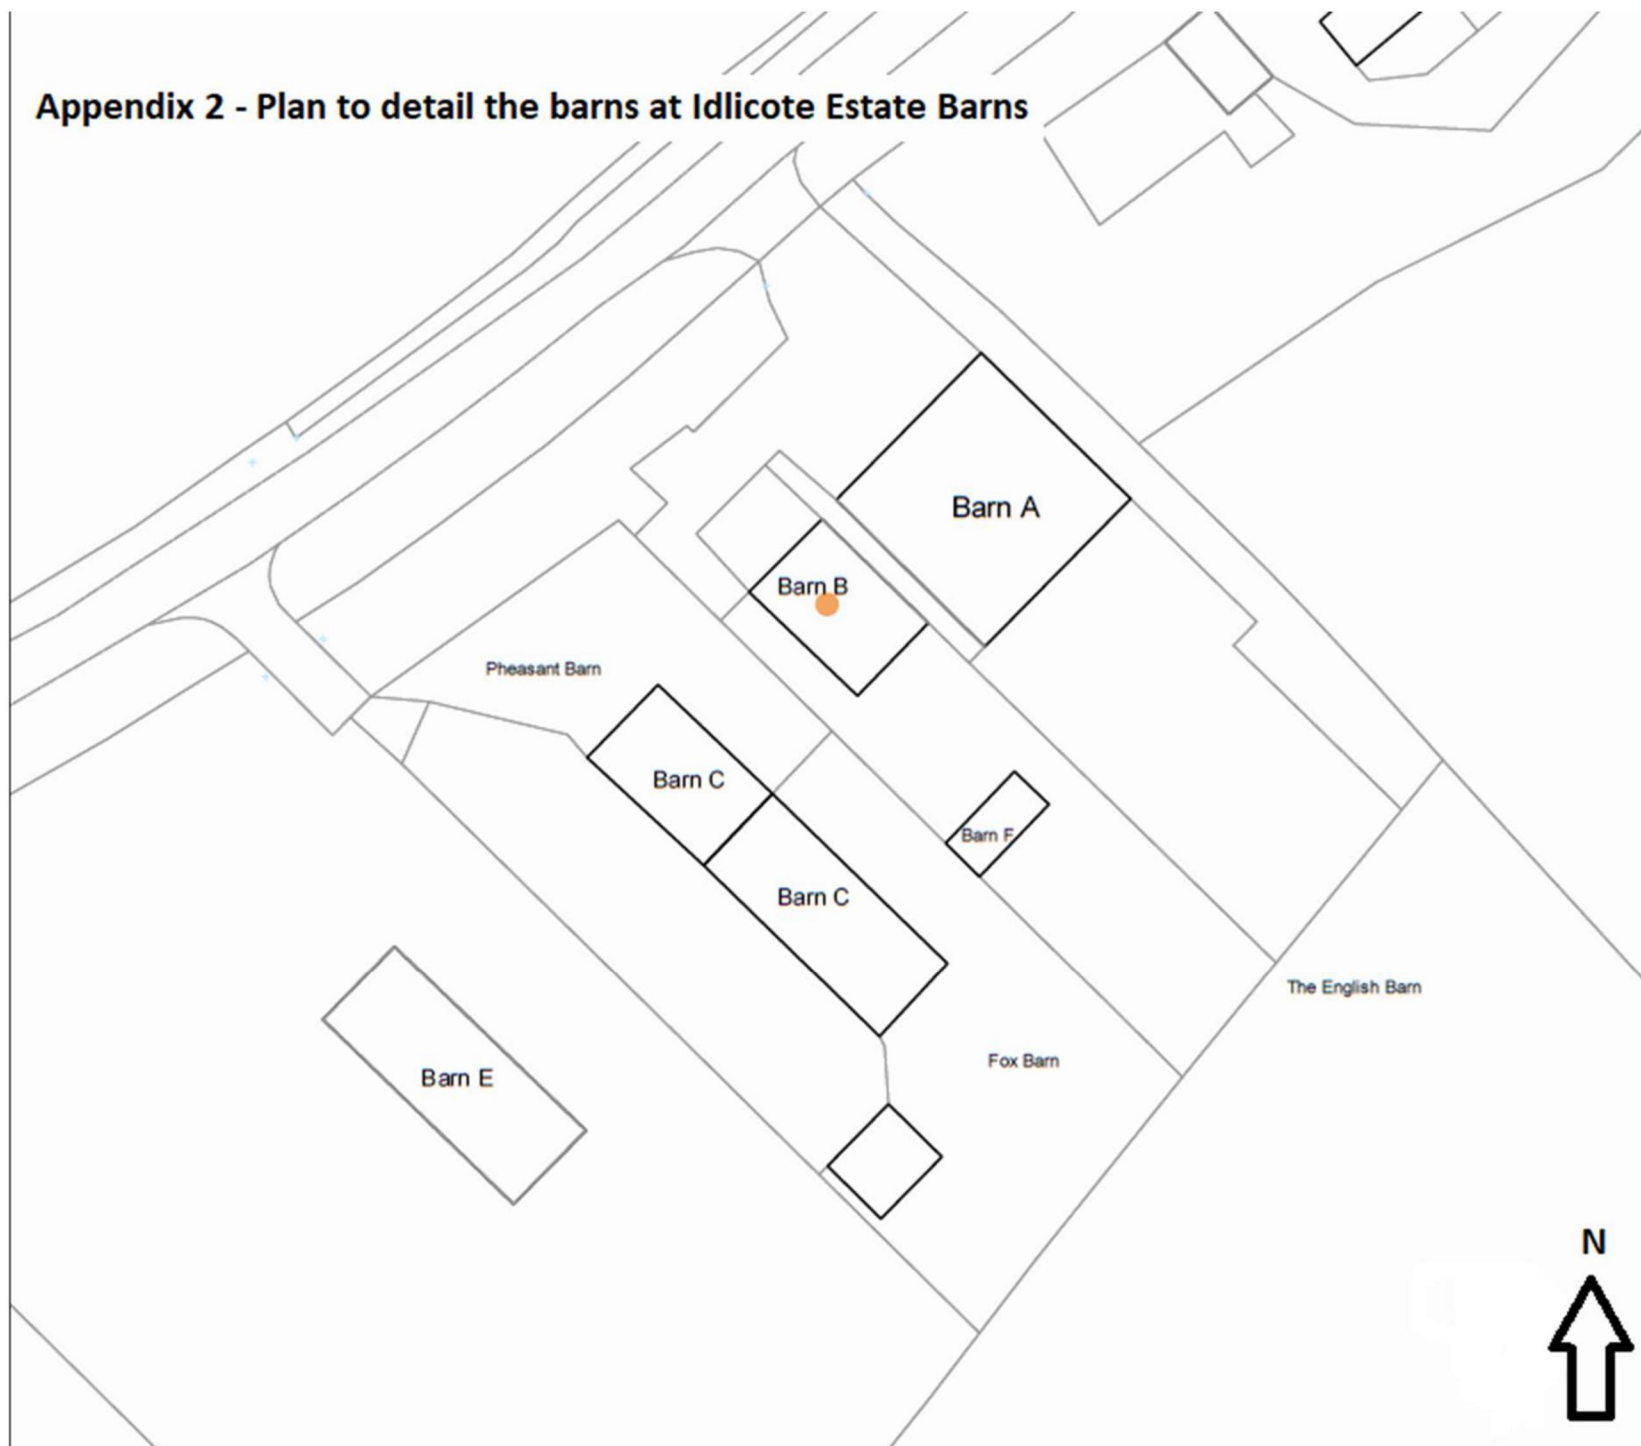 Appendix 2 - Plan to detail the barns at Idlicote Estate Barns
Barn A
Barn B
Pheasant Barn
Barn C
Barn F
Barn C
The English Barn
Fox Barn
Barn E
N